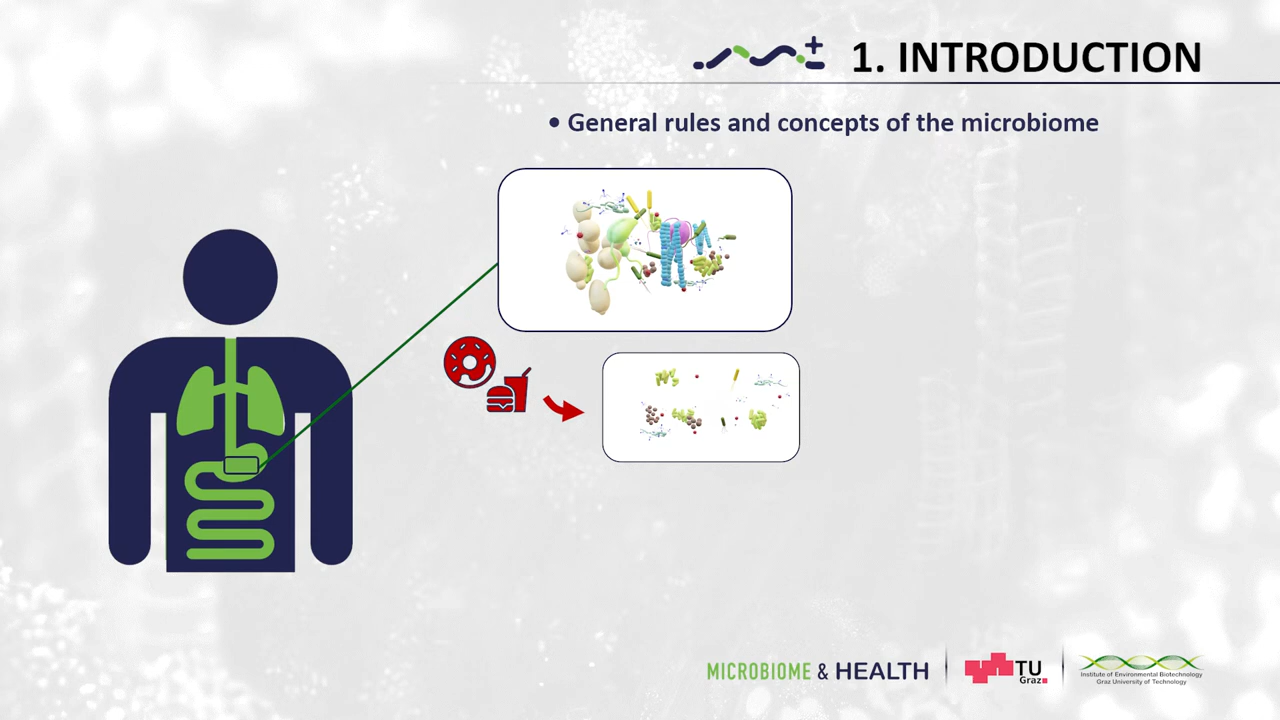 1. INTRODUCTION
• General rules and concepts of the microbiome
MICROBIOME & HEALTH
TU
Graz
Institute of Environmental Biotechnology
Graz University of Technology